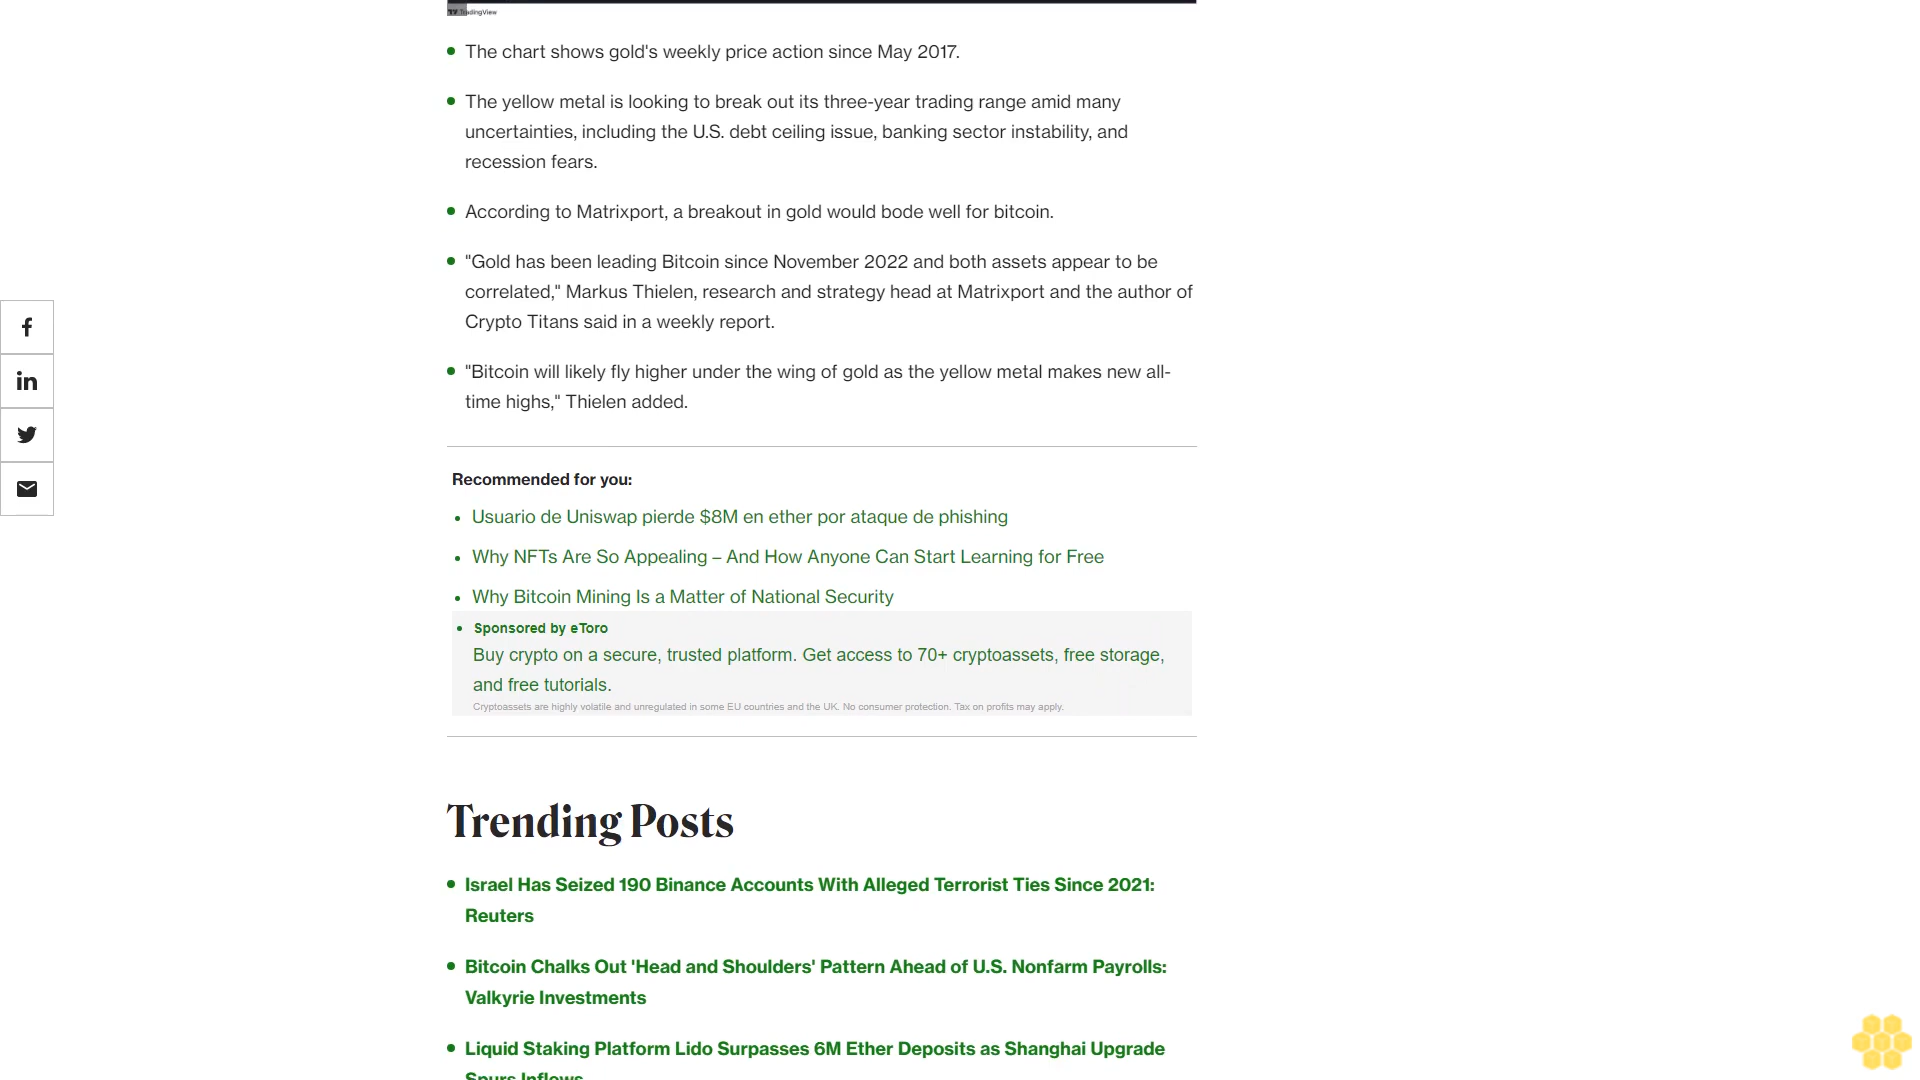 TradingView
The chart shows gold's weekly price action since May 2017.
The yellow metal is looking to break out its three-year trading range amid many
uncertainties, including the U.S. debt ceiling issue, banking sector instability, and
recession fears.
According to Matrixport, a breakout in gold would bode well for bitcoin.
"Gold has been leading Bitcoin since November 2022 and both assets appear to be
correlated," Markus Thielen, research and strategy head at Matrixport and the author of
Crypto Titans said in a weekly report.
"Bitcoin will likely fly higher under the wing of gold as the yellow metal makes new all-
time highs," Thielen added.
Recommended for you:
Usuario de Uniswap pierde $8M en ether por ataque de phishing
Why NFTs Are So Appealing – And How Anyone Can Start Learning for Free
Why Bitcoin Mining Is a Matter of National Security
Sponsored by eToro
Buy crypto on a secure, trusted platform. Get access to 70+ cryptoassets, free storage,
and free tutorials.
Cryptoassets are highly volatile and unregulated in some EU countries and the UK. No consumer protection. Tax on profits may apply.
Trending Posts
Israel Has Seized 190 Binance Accounts With Alleged Terrorist Ties Since 2021:
Reuters
Bitcoin Chalks Out 'Head and Shoulders' Pattern Ahead of U.S. Nonfarm Payrolls:
Valkyrie Investments
Liquid Staking Platform Lido Surpasses 6M Ether Deposits as Shanghai Upgrade
Spurs Inflows